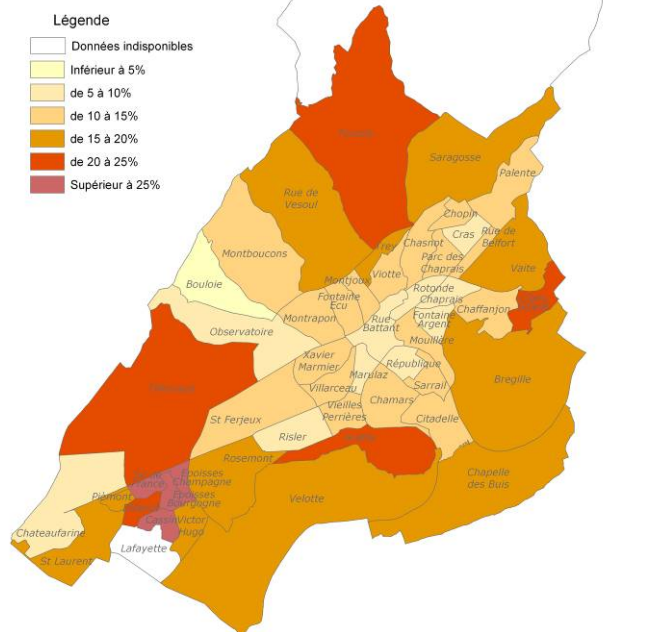 Légende
Données indisponibles
Inférieur à 5%
de 5 à 10%
de 10 à 15%
de 15 à 20%
de 20 à 25%
Supérieur à 25%
Saragosse
Palente
Rue de
Vesoul
Chopin
Cras
Rue de
Belfort
Montboucons
Trey
Chasnot
Viotte
Parc des
Chaprais
Vaite
Bouloie
Montjoux
Fontaine
Ecu
Rotonde
Chaprais
Chaffanjon
Montrapon
Rue
Battant
Fontaine
Argent
Observatoire
Mouillère
Xavier
Marmier
République
Bregille
Marulaz
Villarceau
Sarrail
Chamars
Vieilles
Perrières
Citadelle
St Ferjeux
Risler
Rosemont
Chapelle
des Buis
Epoisses
Champagne
Epoisses
Bourgogne
Velotte
Piémont
Cassin
Victor
Hugo
Chateaufarine
Lafayette
St Laurent